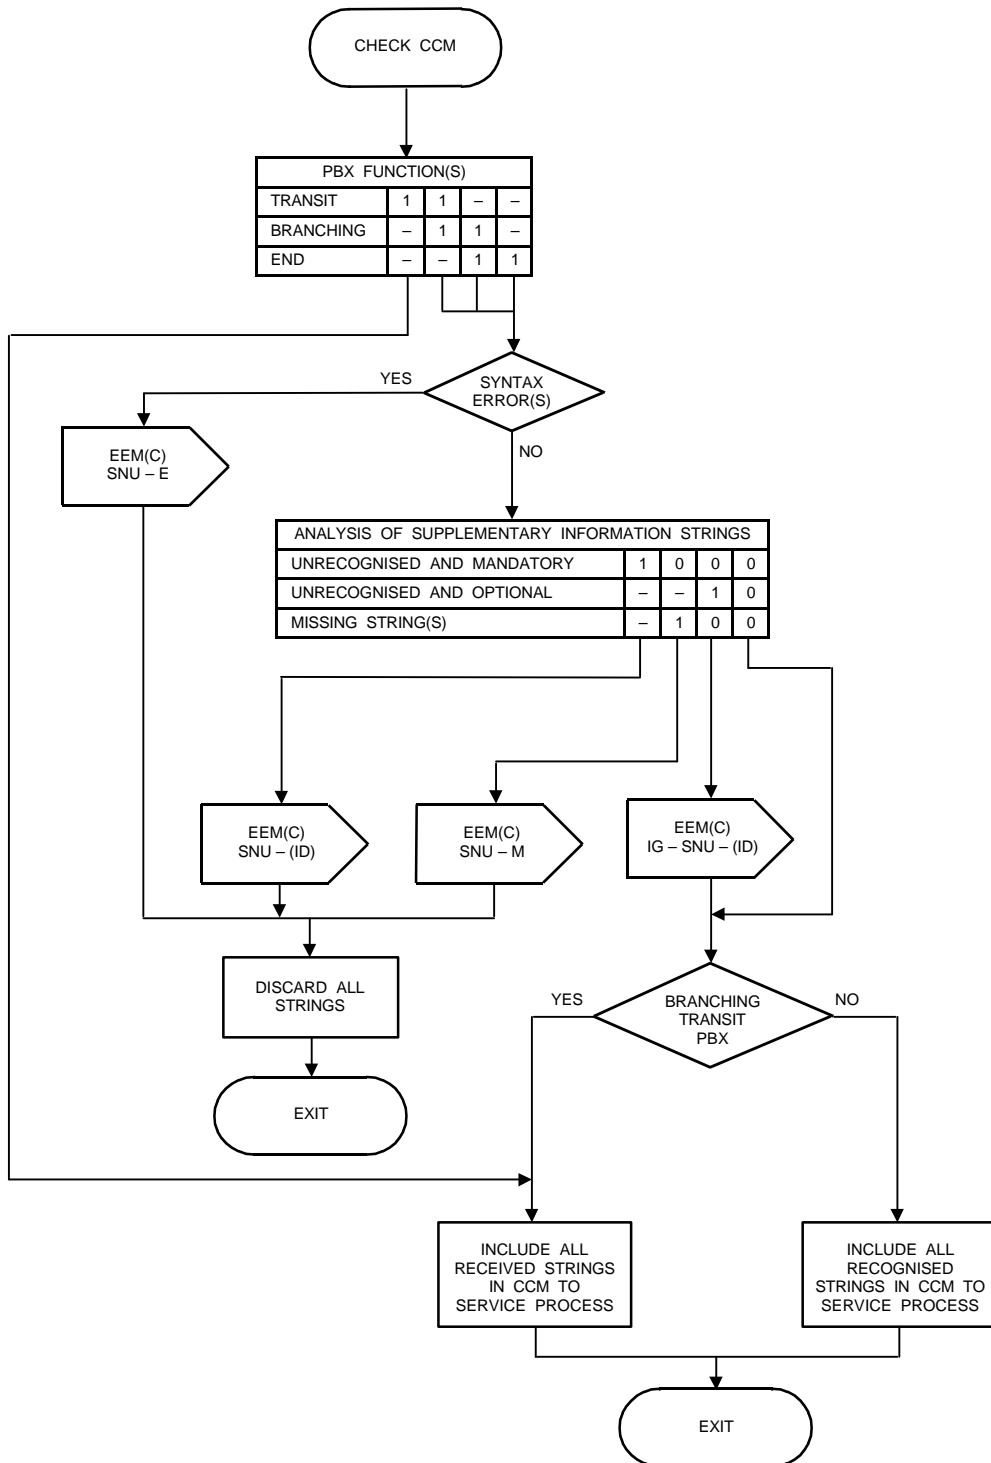 CHECK CCM
PBX FUNCTION(S)
TRANSIT 1 1 – –
BRANCHING – 1 1 –
END – – 1 1
YES
SYNTAX
ERROR(S)
NO
EEM(C)
SNU – E
ANALYSIS OF SUPPLEMENTARY INFORMATION STRINGS
UNRECOGNISED AND MANDATORY 1 0 0 0
UNRECOGNISED AND OPTIONAL – – 1 0
MISSING STRING(S) – 1 0 0
EEM(C)
SNU – (ID)
EEM(C)
SNU – M
EEM(C)
IG – SNU – (ID)
DISCARD ALL
STRINGS
YES
BRANCHING
TRANSIT
PBX
NO
EXIT
INCLUDE ALL
RECEIVED STRINGS
IN CCM TO
SERVICE PROCESS
INCLUDE ALL
RECOGNISED
STRINGS IN CCM TO
SERVICE PROCESS
EXIT